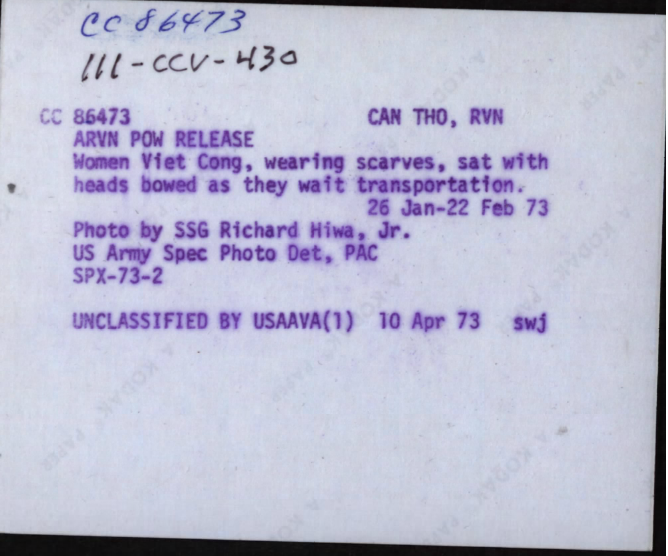 CC 86473
111-CCV-430
CC 86473 CAN THO, RVN
ARVN POW RELEASE
Women Viet Cong, wearing scarves, sat with
heads bowed as they wait transportation.
26 Jan-22 Feb 73
Photo by SSG Richard Hiwa, Jr.
US Army Spec Photo Det, PAC
SPX-73-2
UNCLASSIFIED BY USAAVA(1) 10 Apr 73 swj